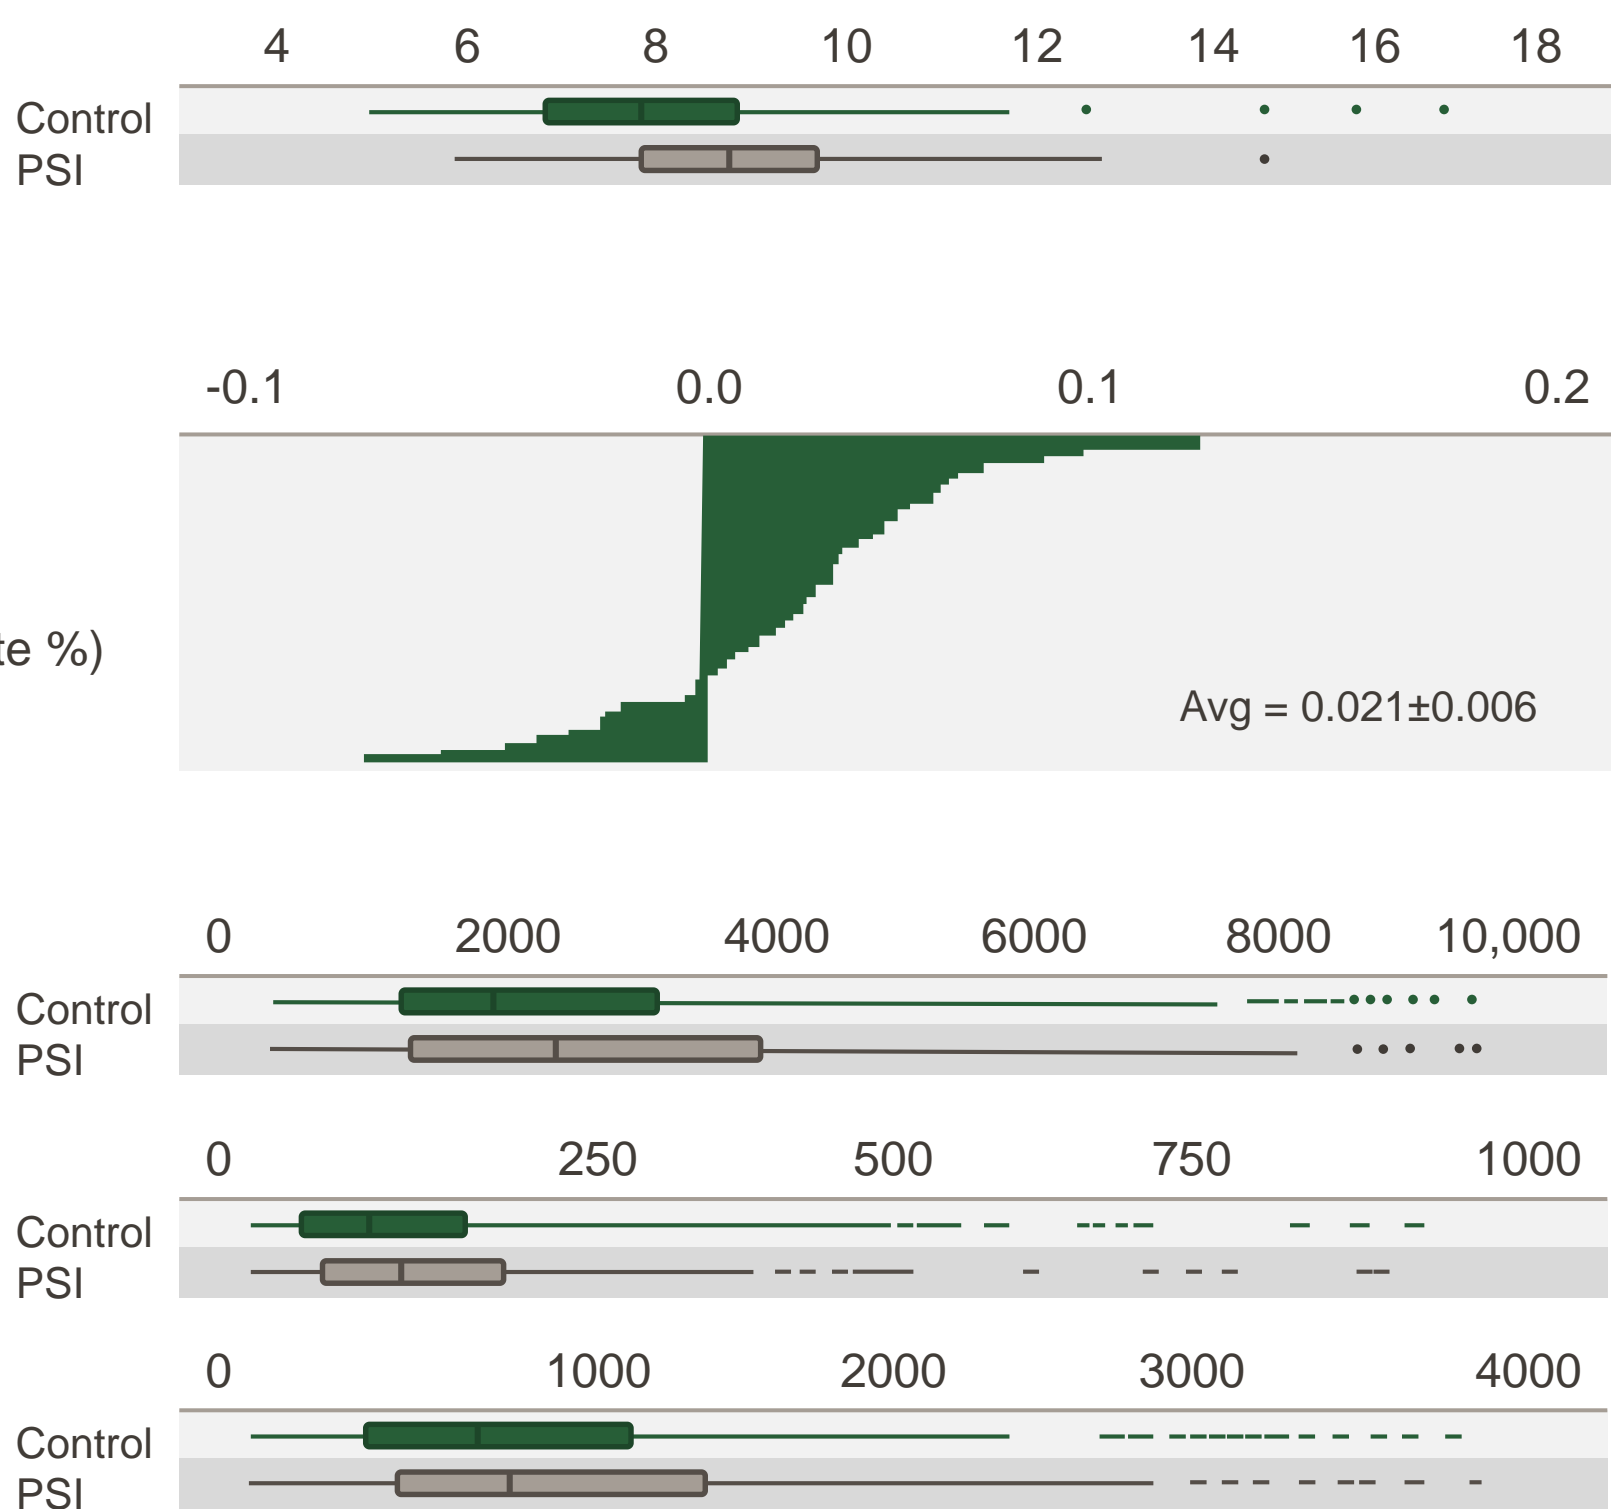 4 6 8 10 12 14 16 18
Control
PSI
-0.1 0.0 0.1 0.2
te %)
Avg = 0.021±0.006
0 2000 4000 6000 8000 10,000
Control
PSI
0 250 500 750 1000
Control
PSI
0 1000 2000 3000 4000
Control
PSI